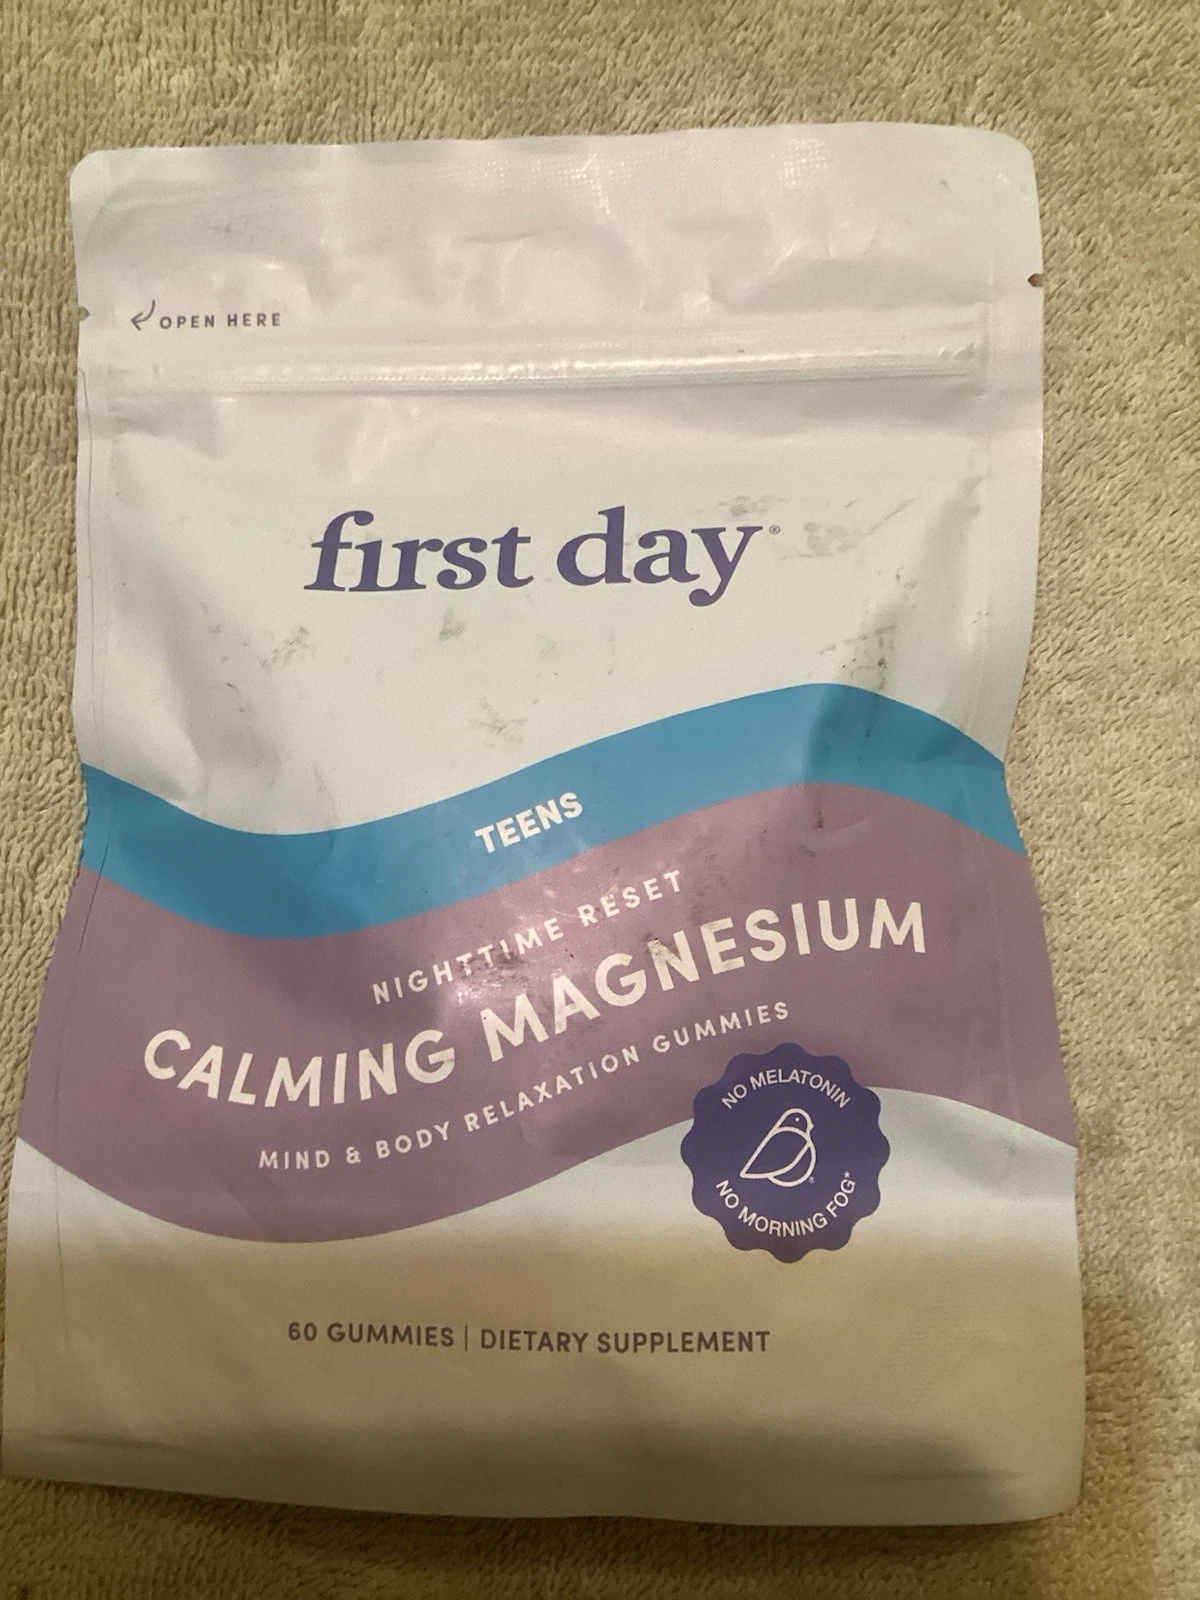 OPEN HERE
first day®
TEENS
NIGHTTIME RESET
CALMING MAGNESIUM
MIND & BODY RELAXATION GUMMIES
NO MELATONIN
NO MORNING FOG*
60 GUMMIES | DIETARY SUPPLEMENT